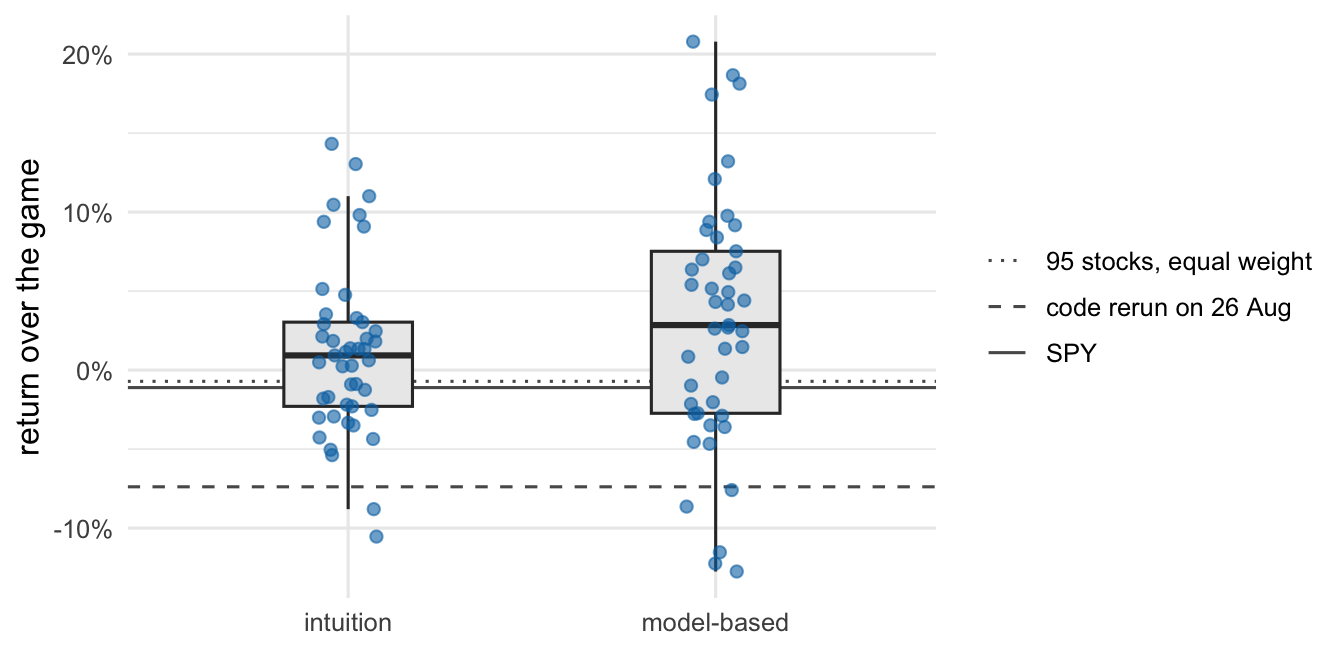 return over the game
20%
10%
0%
-10%
intuition
model-based
95 stocks, equal weight
code rerun on 26 Aug
SPY